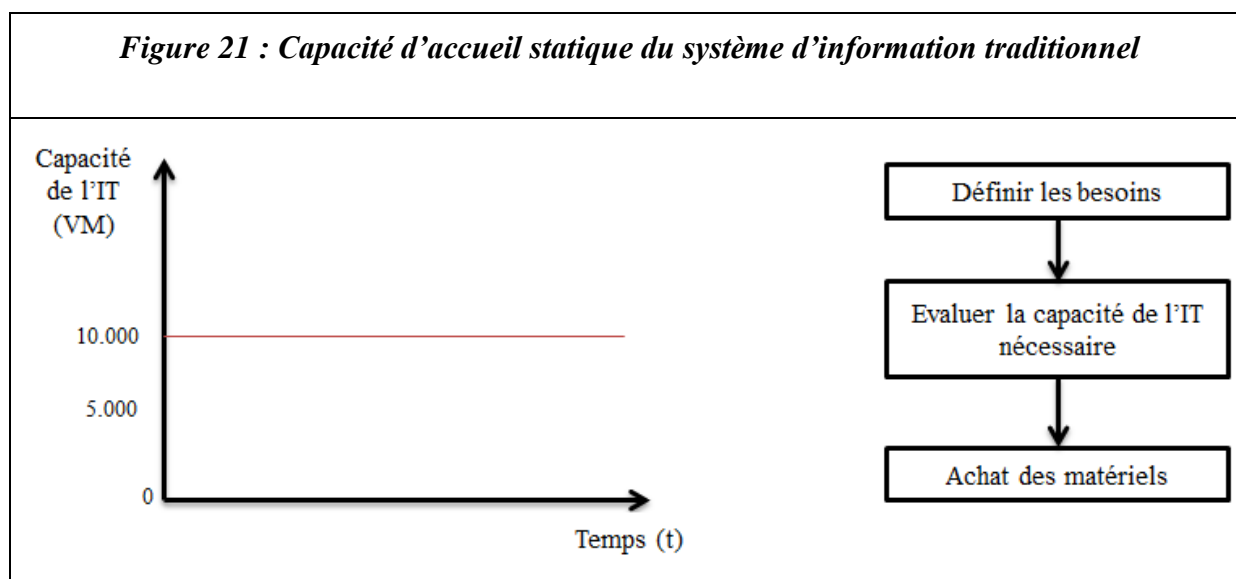 Figure 21 : Capacité d’accueil statique du système d’information traditionnel
Capacité
de l’IT
(VM)
10.000
5.000
0
Temps (t)
Définir les besoins
Evaluer la capacité de l’IT
nécessaire
Achat des matériels